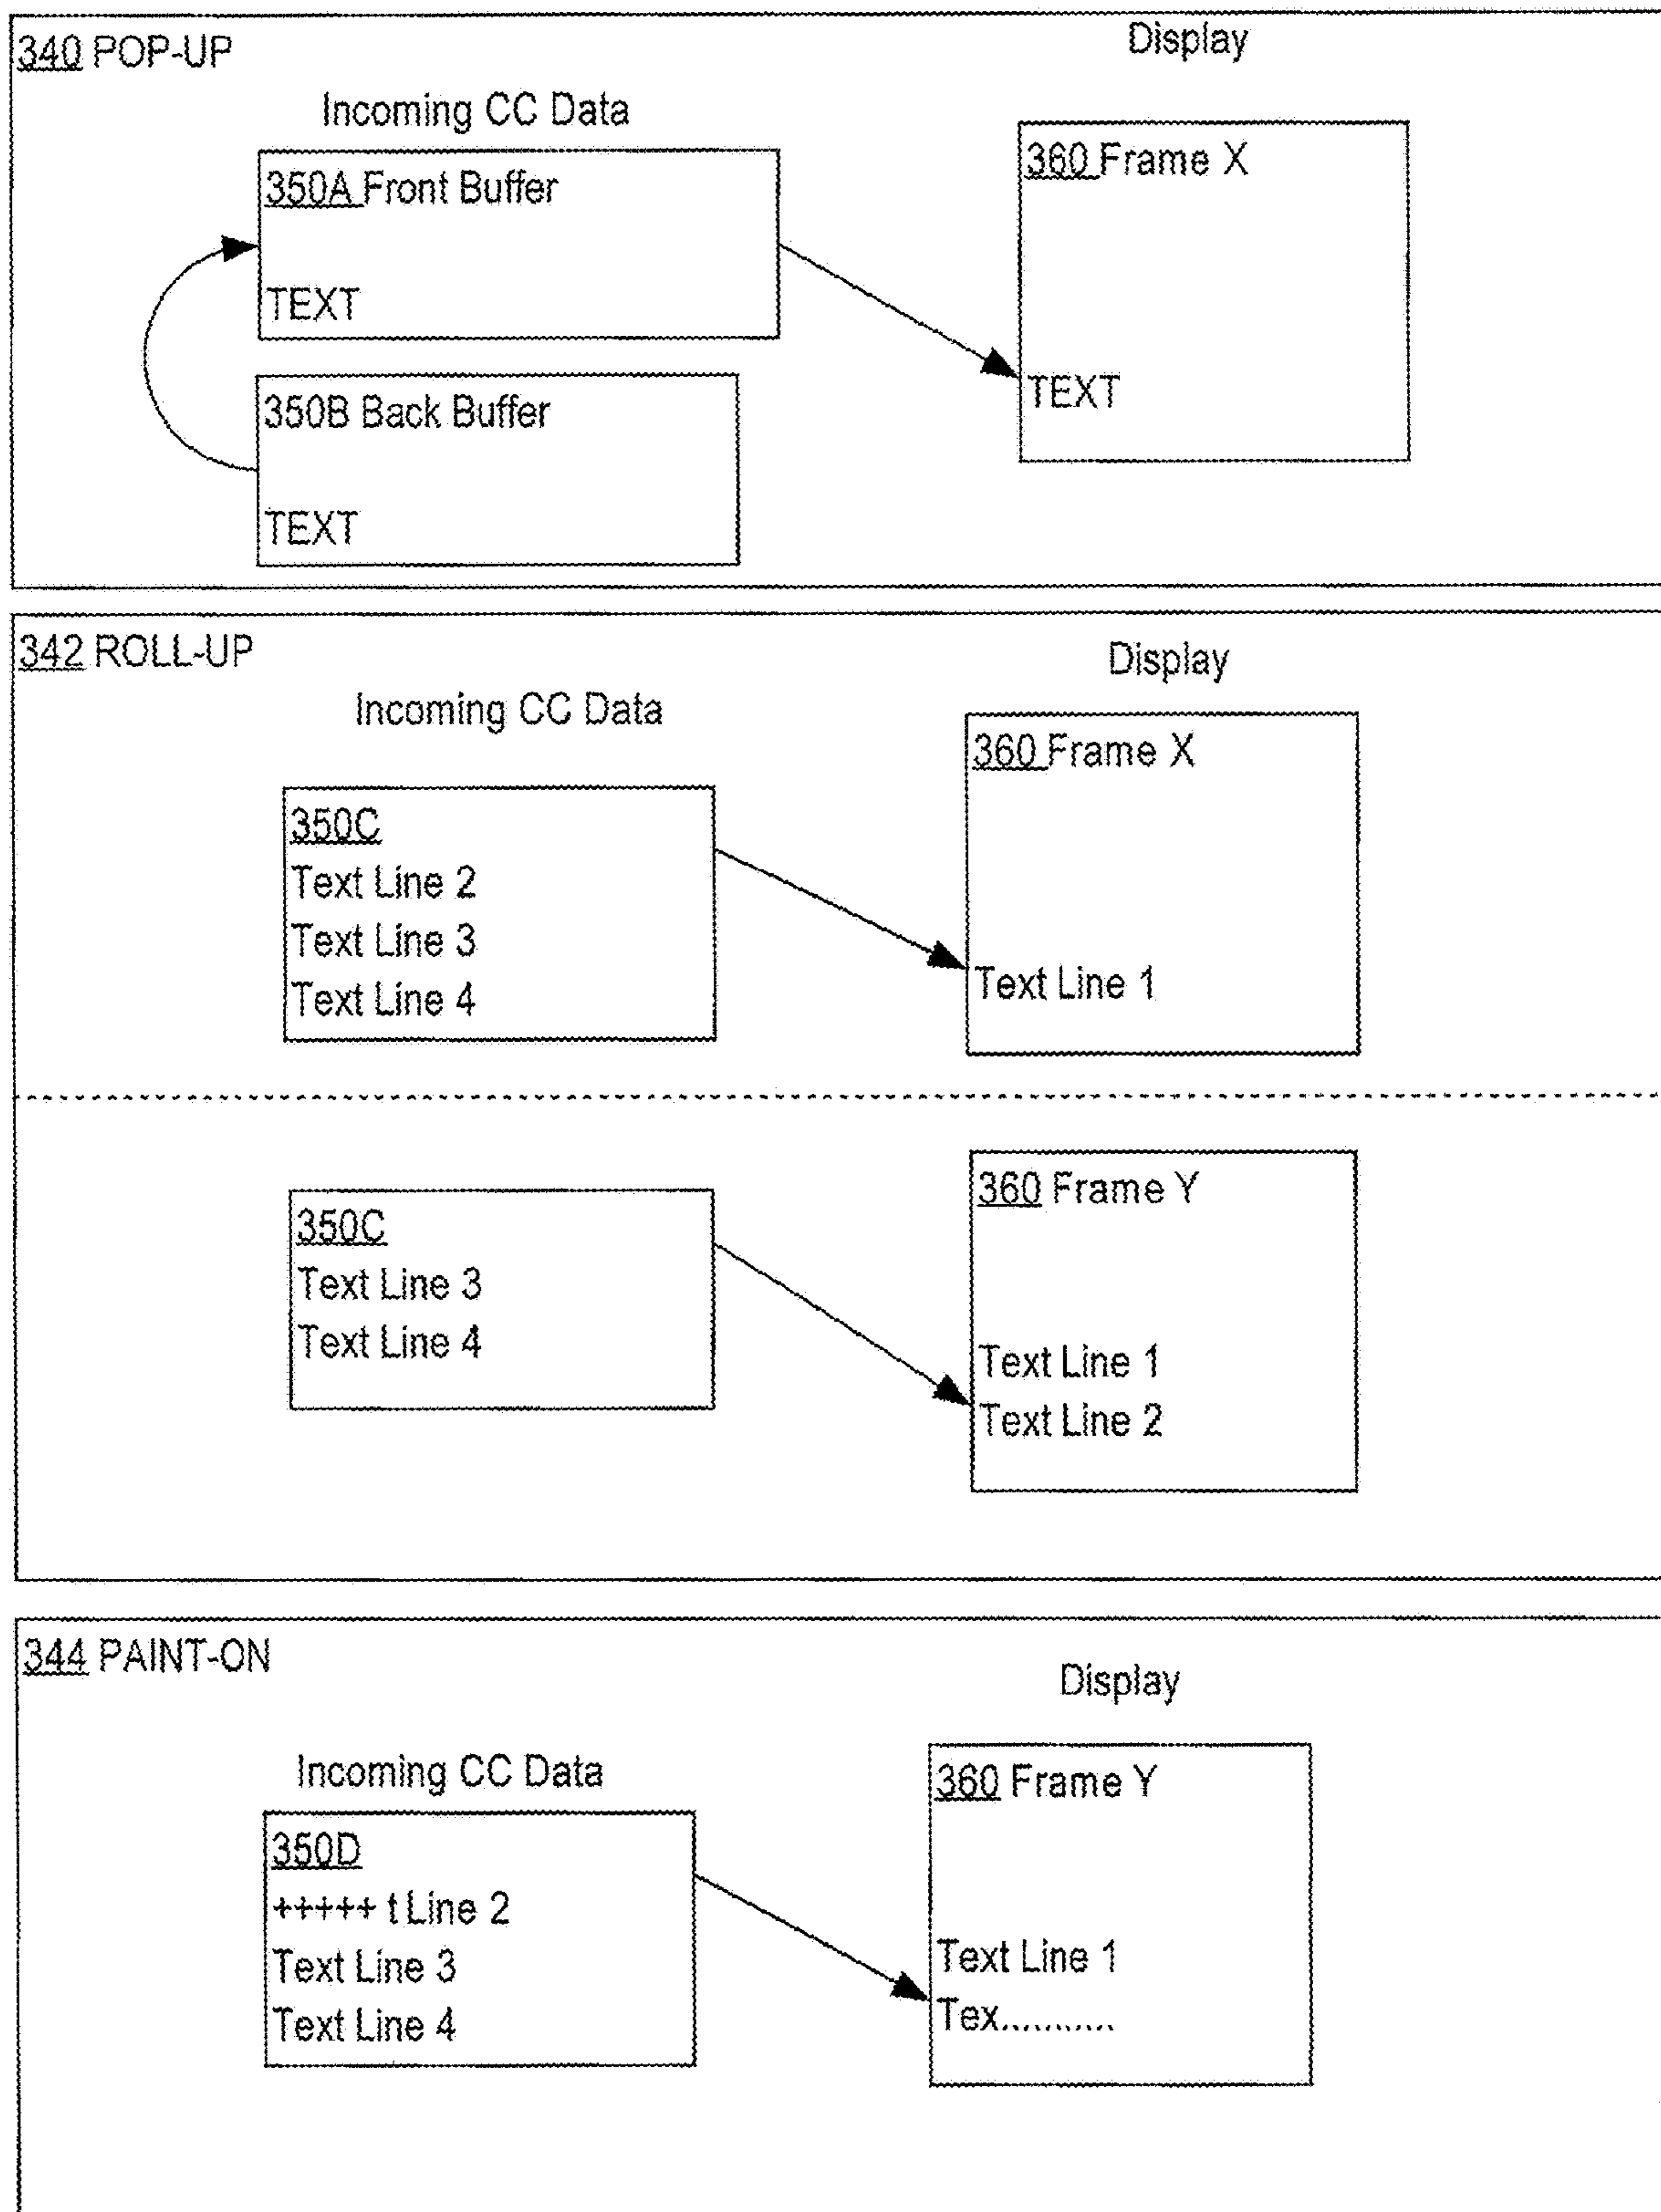 340 POP-UP
Display
Incoming CC Data
350A Front Buffer
TEXT
360 Frame X
TEXT
350B Back Buffer
TEXT
342 ROLL-UP
Display
Incoming CC Data
350C
Text Line 2
Text Line 3
Text Line 4
360 Frame X
Text Line 1
350C
Text Line 3
Text Line 4
360 Frame Y
Text Line 1
Text Line 2
344 PAINT-ON
Display
Incoming CC Data
350D
+++++ t Line 2
Text Line 3
Text Line 4
360 Frame Y
Text Line 1
Tex...........